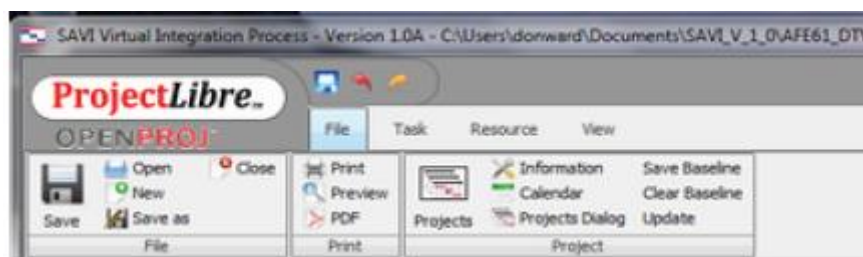 SAVI Virtual Integration Process - Version 1.0A - C:\Users\donward\Documents\SAVI_V_1_0\AFE61_DT
ProjectLibre™
OPENPROJ
File Task Resource View
Open Close Print Information Save Baseline
New Preview Calendar Clear Baseline
Save Save as PDF Projects Projects Dialog Update
File Print Project